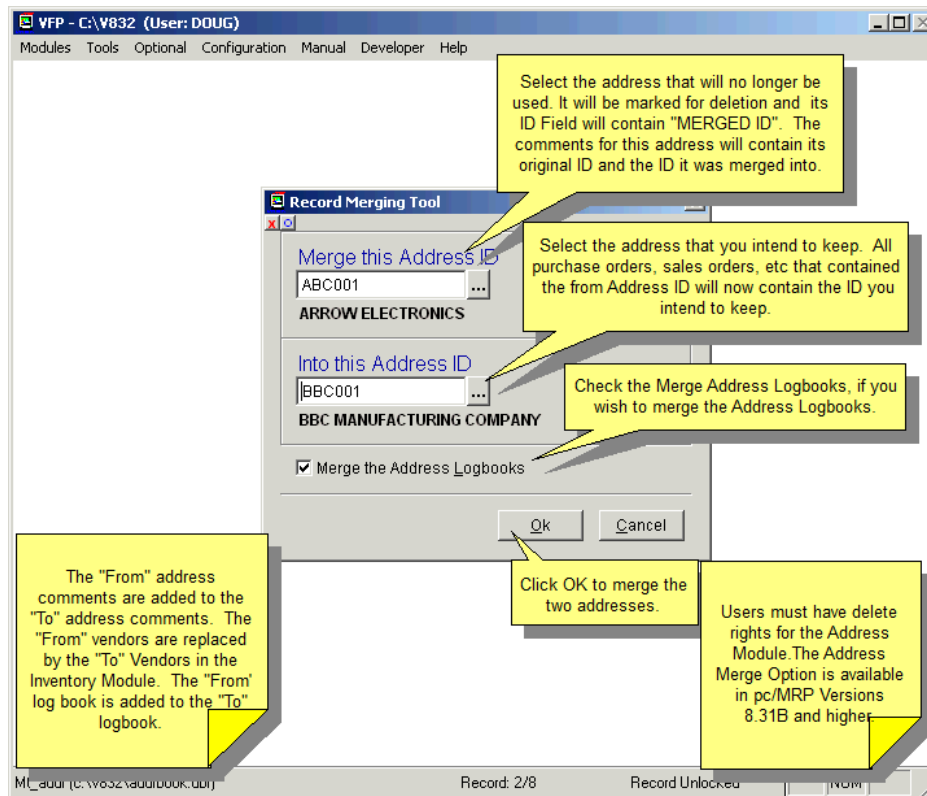 VFP - C:\V832 (User: DOUG)
Modules Tools Optional Configuration Manual Developer Help
Select the address that will no longer be
used. It will be marked for deletion and its
ID Field will contain "MERGED ID". The
comments for this address will contain its
original ID and the ID it was merged into.
Record Merging Tool
Merge this Address ID
ABC001
...
ARROW ELECTRONICS
Select the address that you intend to keep. All
purchase orders, sales orders, etc that contained
the from Address ID will now contain the ID you
intend to keep.
Into this Address ID
BBC001
...
BBC MANUFACTURING COMPANY
Check the Merge Address Logbooks, if you
wish to merge the Address Logbooks.
Merge the Address Logbooks
Ok
Cancel
Click OK to merge the
two addresses.
The "From" address
comments are added to the
"To" address comments. The
"From" vendors are replaced
by the "To" Vendors in the
Inventory Module. The "From'
log book is added to the "To"
logbook.
Users must have delete
rights for the Address
Module.The Address
Merge Option is available
in pc/MRP Versions
8.31B and higher.
Mt_addr (c:\v832\addrbook.dbf)
Record: 2/8
Record Unlocked
NUM